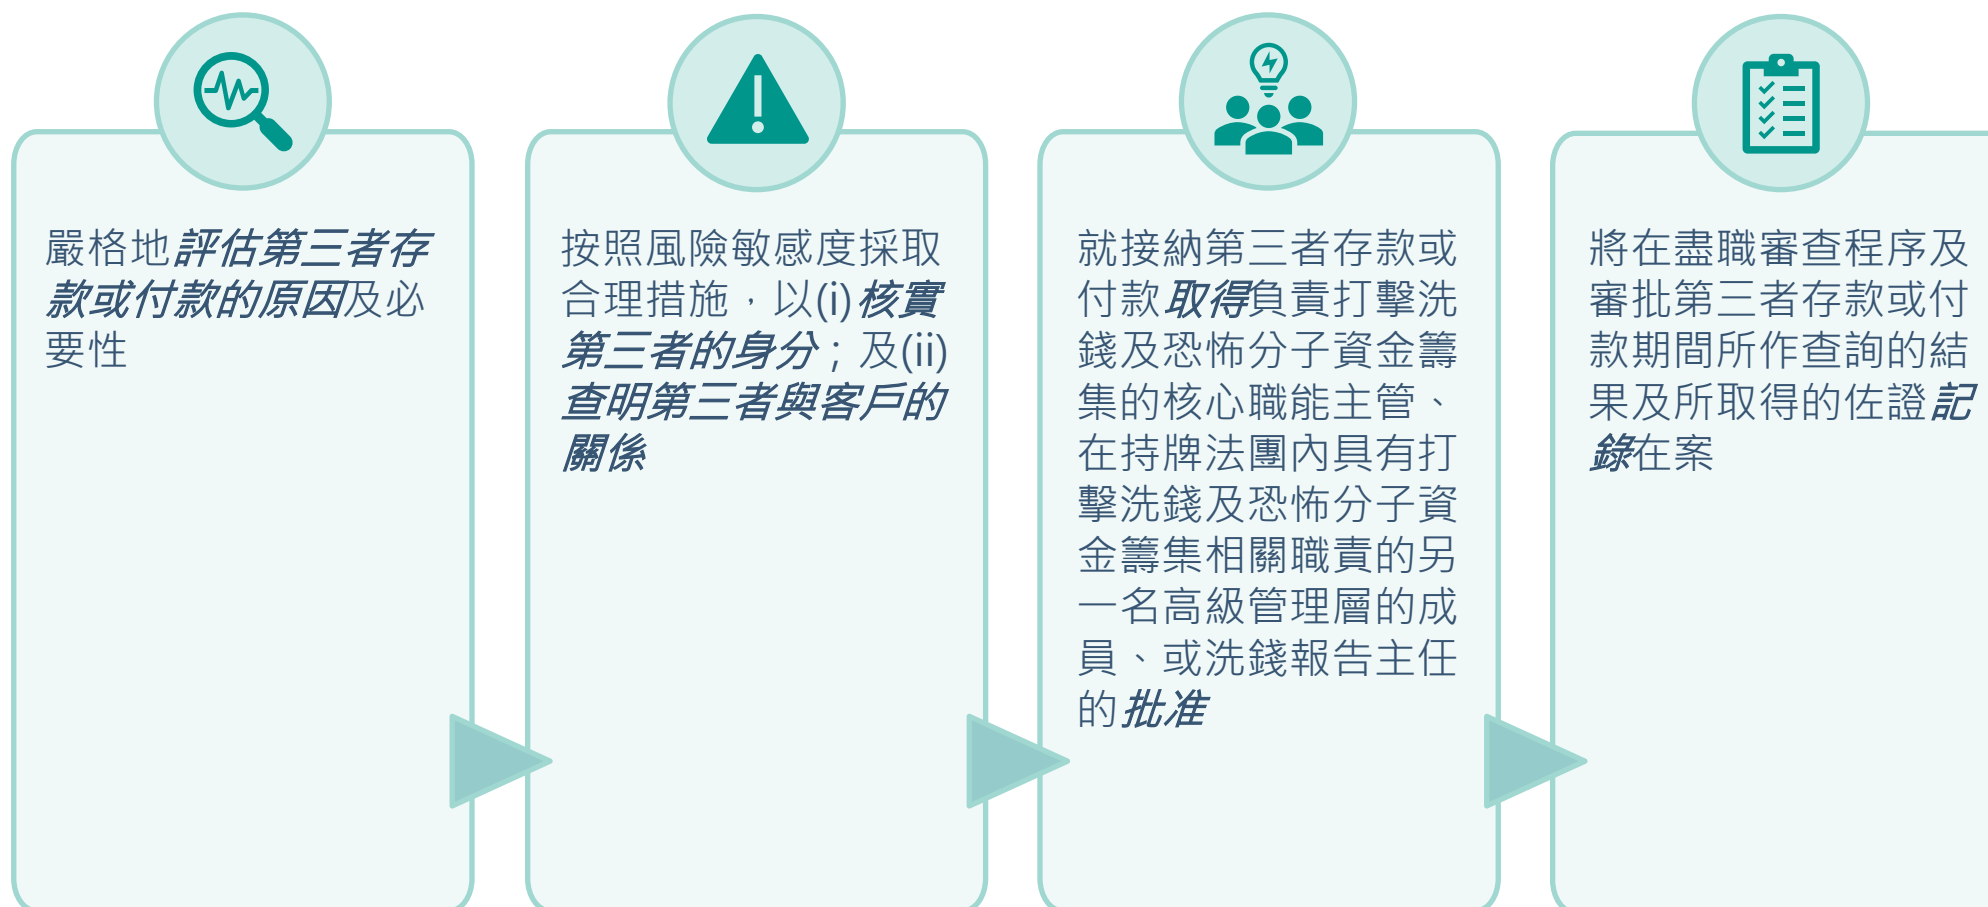 嚴格地評估第三者存
款或付款的原因及必
要性
按照風險敏感度採取
合理措施，以(i)核實
第三者的身分；及(ii)
查明第三者與客戶的
關係
就接納第三者存款或
付款取得負責打擊洗
錢及恐怖分子資金籌
集的核心職能主管、
在持牌法團內具有打
擊洗錢及恐怖分子資
金籌集相關職責的另
一名高級管理層的成
員、或洗錢報告主任
的批准
將在盡職審查程序及
審批第三者存款或付
款期間所作查詢的結
果及所取得的佐證記
錄在案